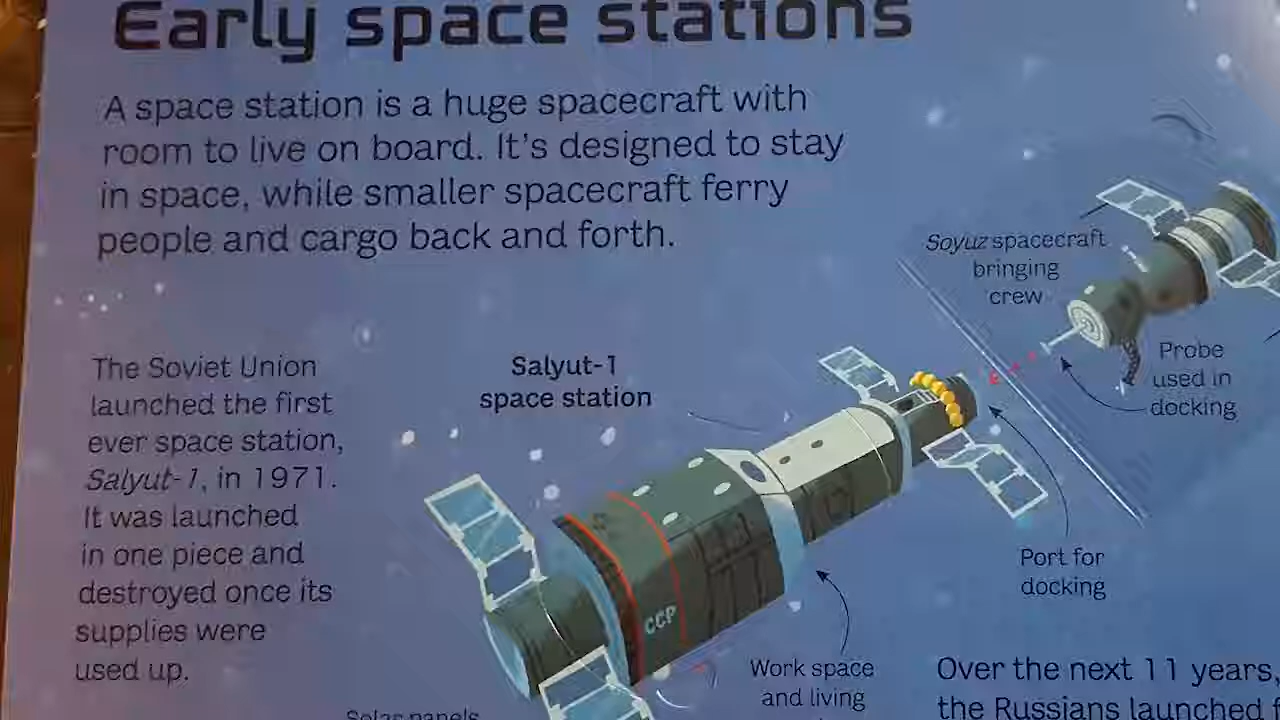 Early space stations
A space station is a huge spacecraft with
room to live on board. It's designed to stay
in space, while smaller spacecraft ferry
people and cargo back and forth.
Soyuz spacecraft
bringing
crew
Probe
used in
docking
The Soviet Union
launched the first
ever space station,
Salyut-1, in 1971.
It was launched
in one piece and
destroyed once its
supplies were
used up.
Salyut-1
space station
CCP
Port for
docking
Work space
and living
Solar panels
Over the next 11 years,
the Russians launched